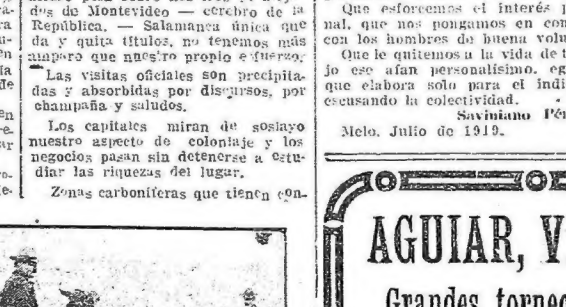 des de Montevideo — cerebro de la
República. — Salamanca única que
da y quita títulos, no tenemos más
amparo que nuestro propio esfuerzo.
Las visitas oficiales son precipita-
das y absorbidas por discursos, por
champaña y saludos.
Los capitales miran de soslayo
nuestro aspecto de coloniaje y los
negocios pasan sin detenerse a estu-
diar las riquezas del lugar.
Zonas carboníferas que tienen con-
Que esforcemos el interés p
nal, que nos pongamos en con
con los hombres de buena volu
Que le quitemos a la vida de t
jo ese afan personalísimo, eg
que elabora solo para el indi
escusando la colectividad.
Saviniano Pér
Melo, Julio de 1919.
AGUIAR, V
Grandes torneo